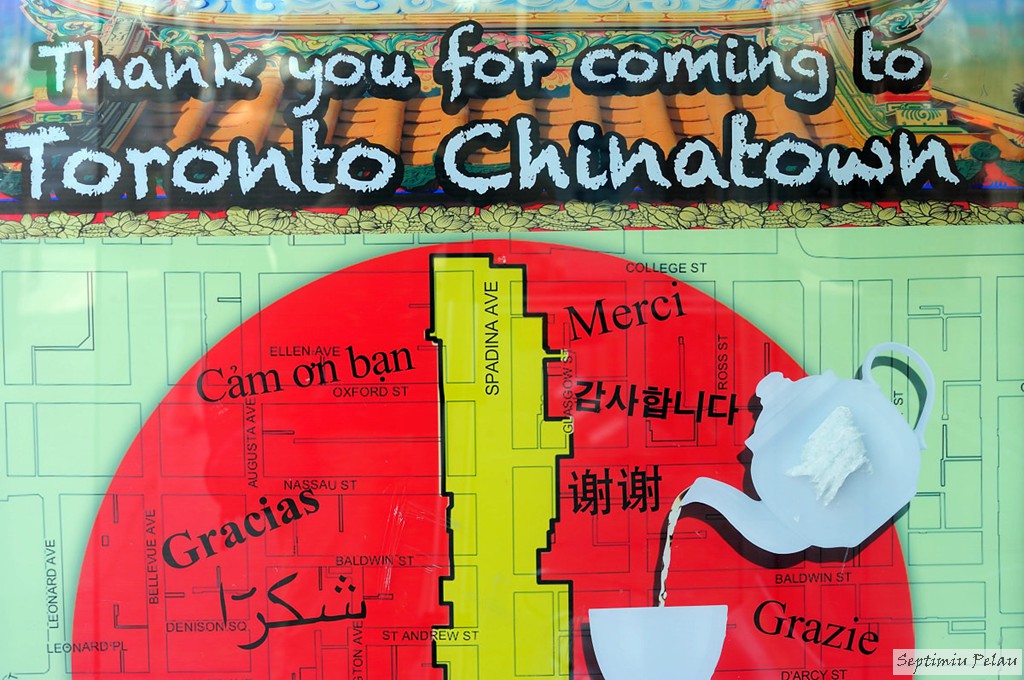 Thank you for coming to
Toronto Chinatown
COLLEGE ST
SPADINA AVE
Merci
ELLEN AVE
Cảm ơn bạn
OXFORD ST
GLASGOW ST
ROSS ST
감사합니다
ST
AUGUSTA AVE
NASSAU ST
谢谢
Gracias
BELLEVUE AVE
LEONARD AVE
BALDWIN ST
BALDWIN ST
شكرًا
DENISON SQ
Grazie
ST ANDREW ST
LEONARD PL
D'ARCY ST
Septimiu Pelau